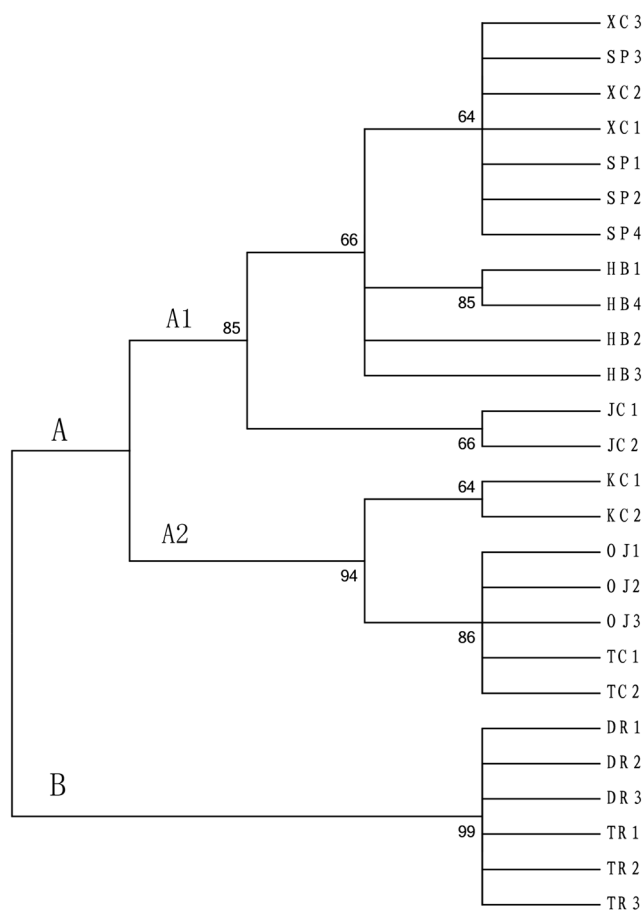 XC3
SP3
XC2
64
XC1
SP1
SP2
SP4
66
HB1
85
HB4
A1
85
HB2
HB3
JC1
A
66
JC2
64
KC1
KC2
A2
OJ1
94
OJ2
OJ3
86
TC1
TC2
DR1
B
DR2
DR3
99
TR1
TR2
TR3